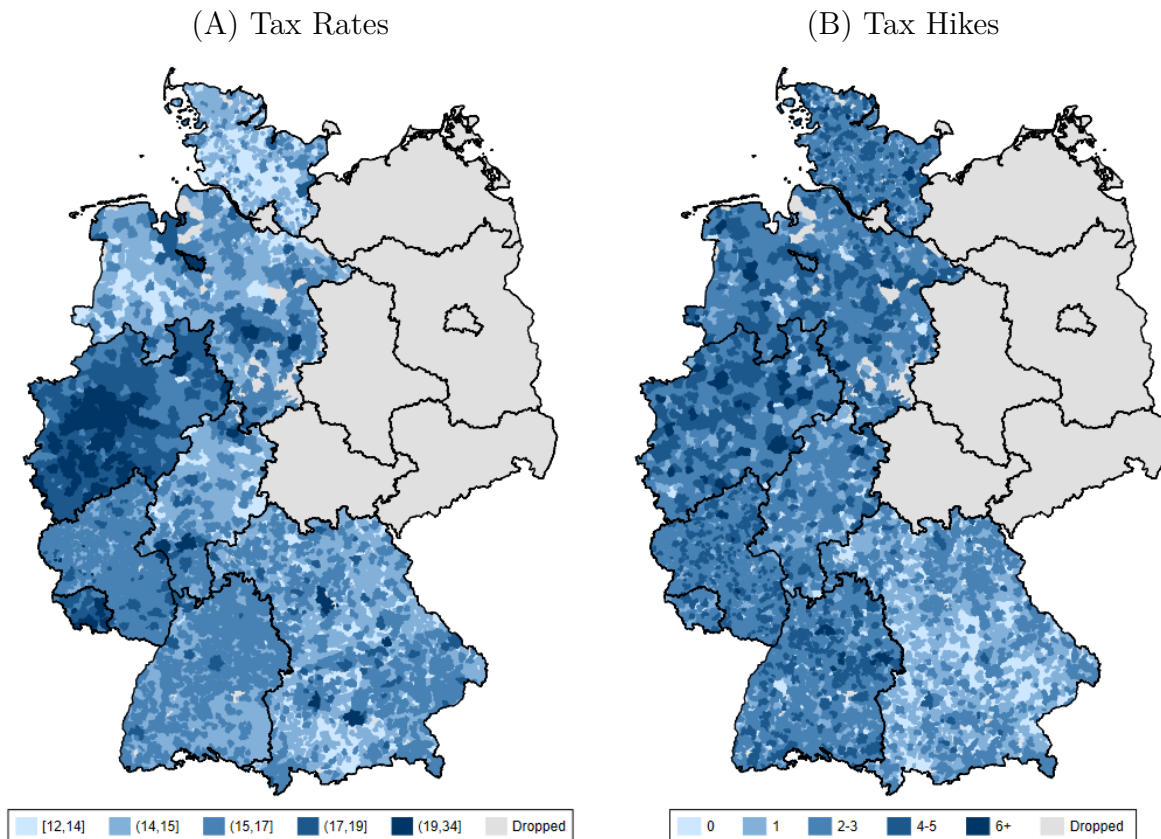 (A) Tax Rates
(B) Tax Hikes
[12,14] (14,15] (15,17] (17,19] (19,34] Dropped
0 1 2-3 4-5 6+ Dropped